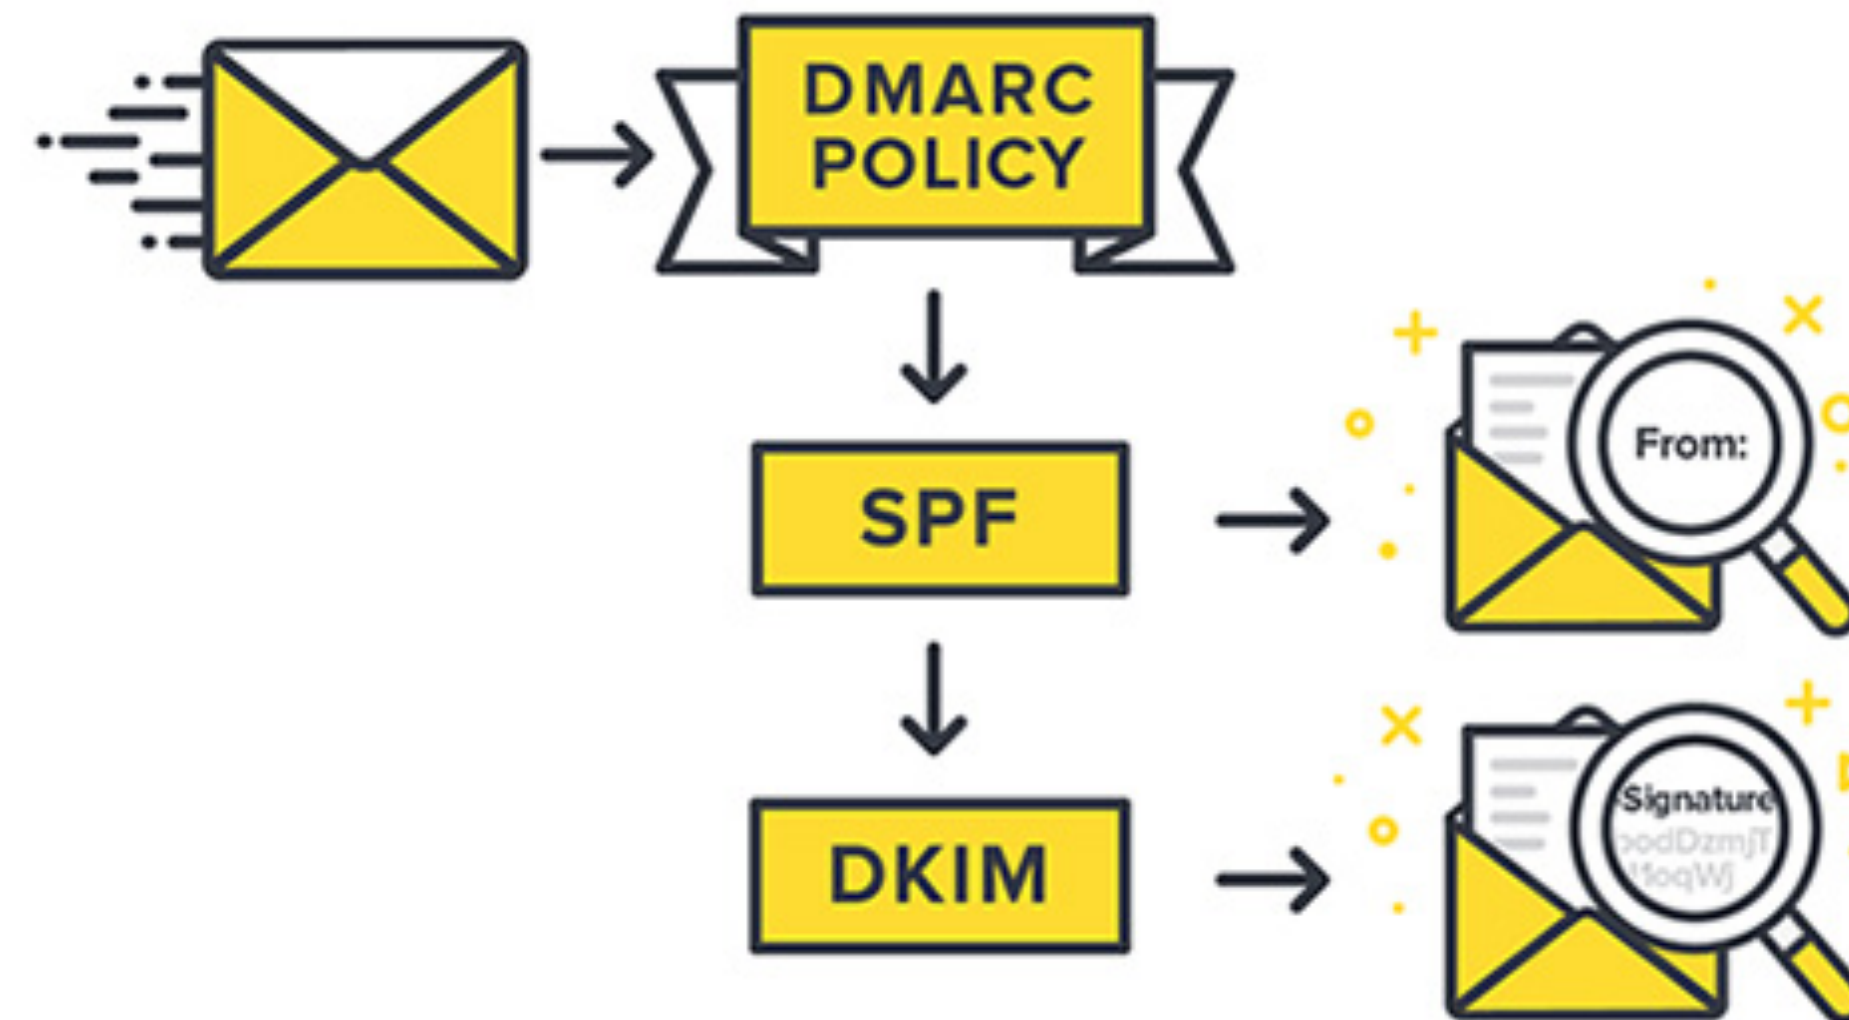 DMARC
POLICY
SPF
From:
DKIM
Signature